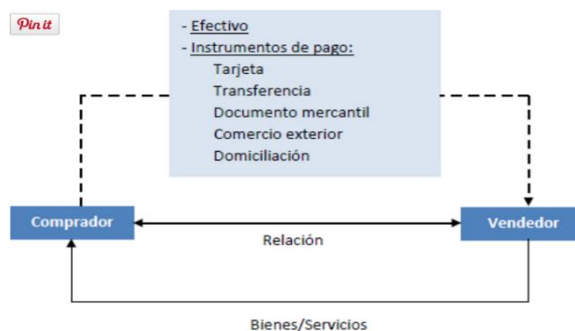 Pin it
- Efectivo
- Instrumentos de pago:
Tarjeta
Transferencia
Documento mercantil
Comercio exterior
Domiciliación
Comprador
Vendedor
Relación
Bienes/Servicios